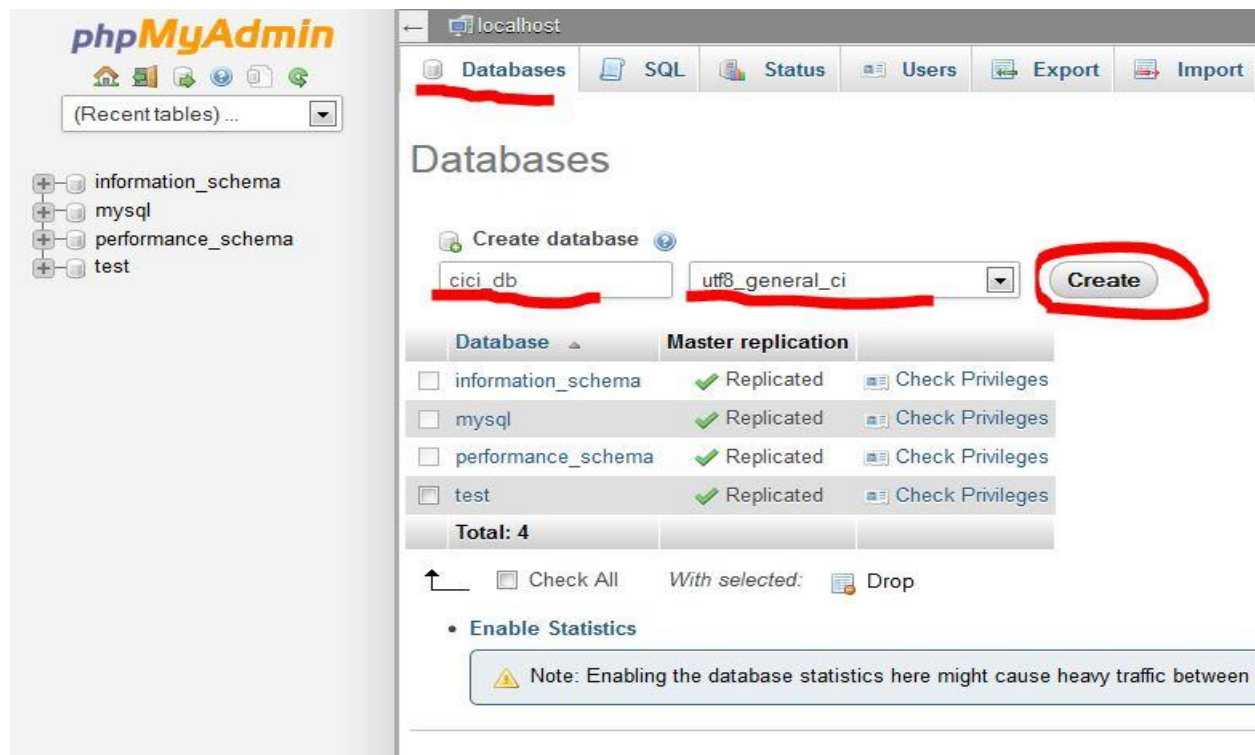 phpMyAdmin
(Recent tables) ...
information_schema
mysql
performance_schema
test
localhost
Databases SQL Status Users Export Import
Databases
Create database
cici_db utf8_general_ci Create
Database Master replication
information_schema Replicated Check Privileges
mysql Replicated Check Privileges
performance_schema Replicated Check Privileges
test Replicated Check Privileges
Total: 4
Check All With selected: Drop
• Enable Statistics
Note: Enabling the database statistics here might cause heavy traffic between